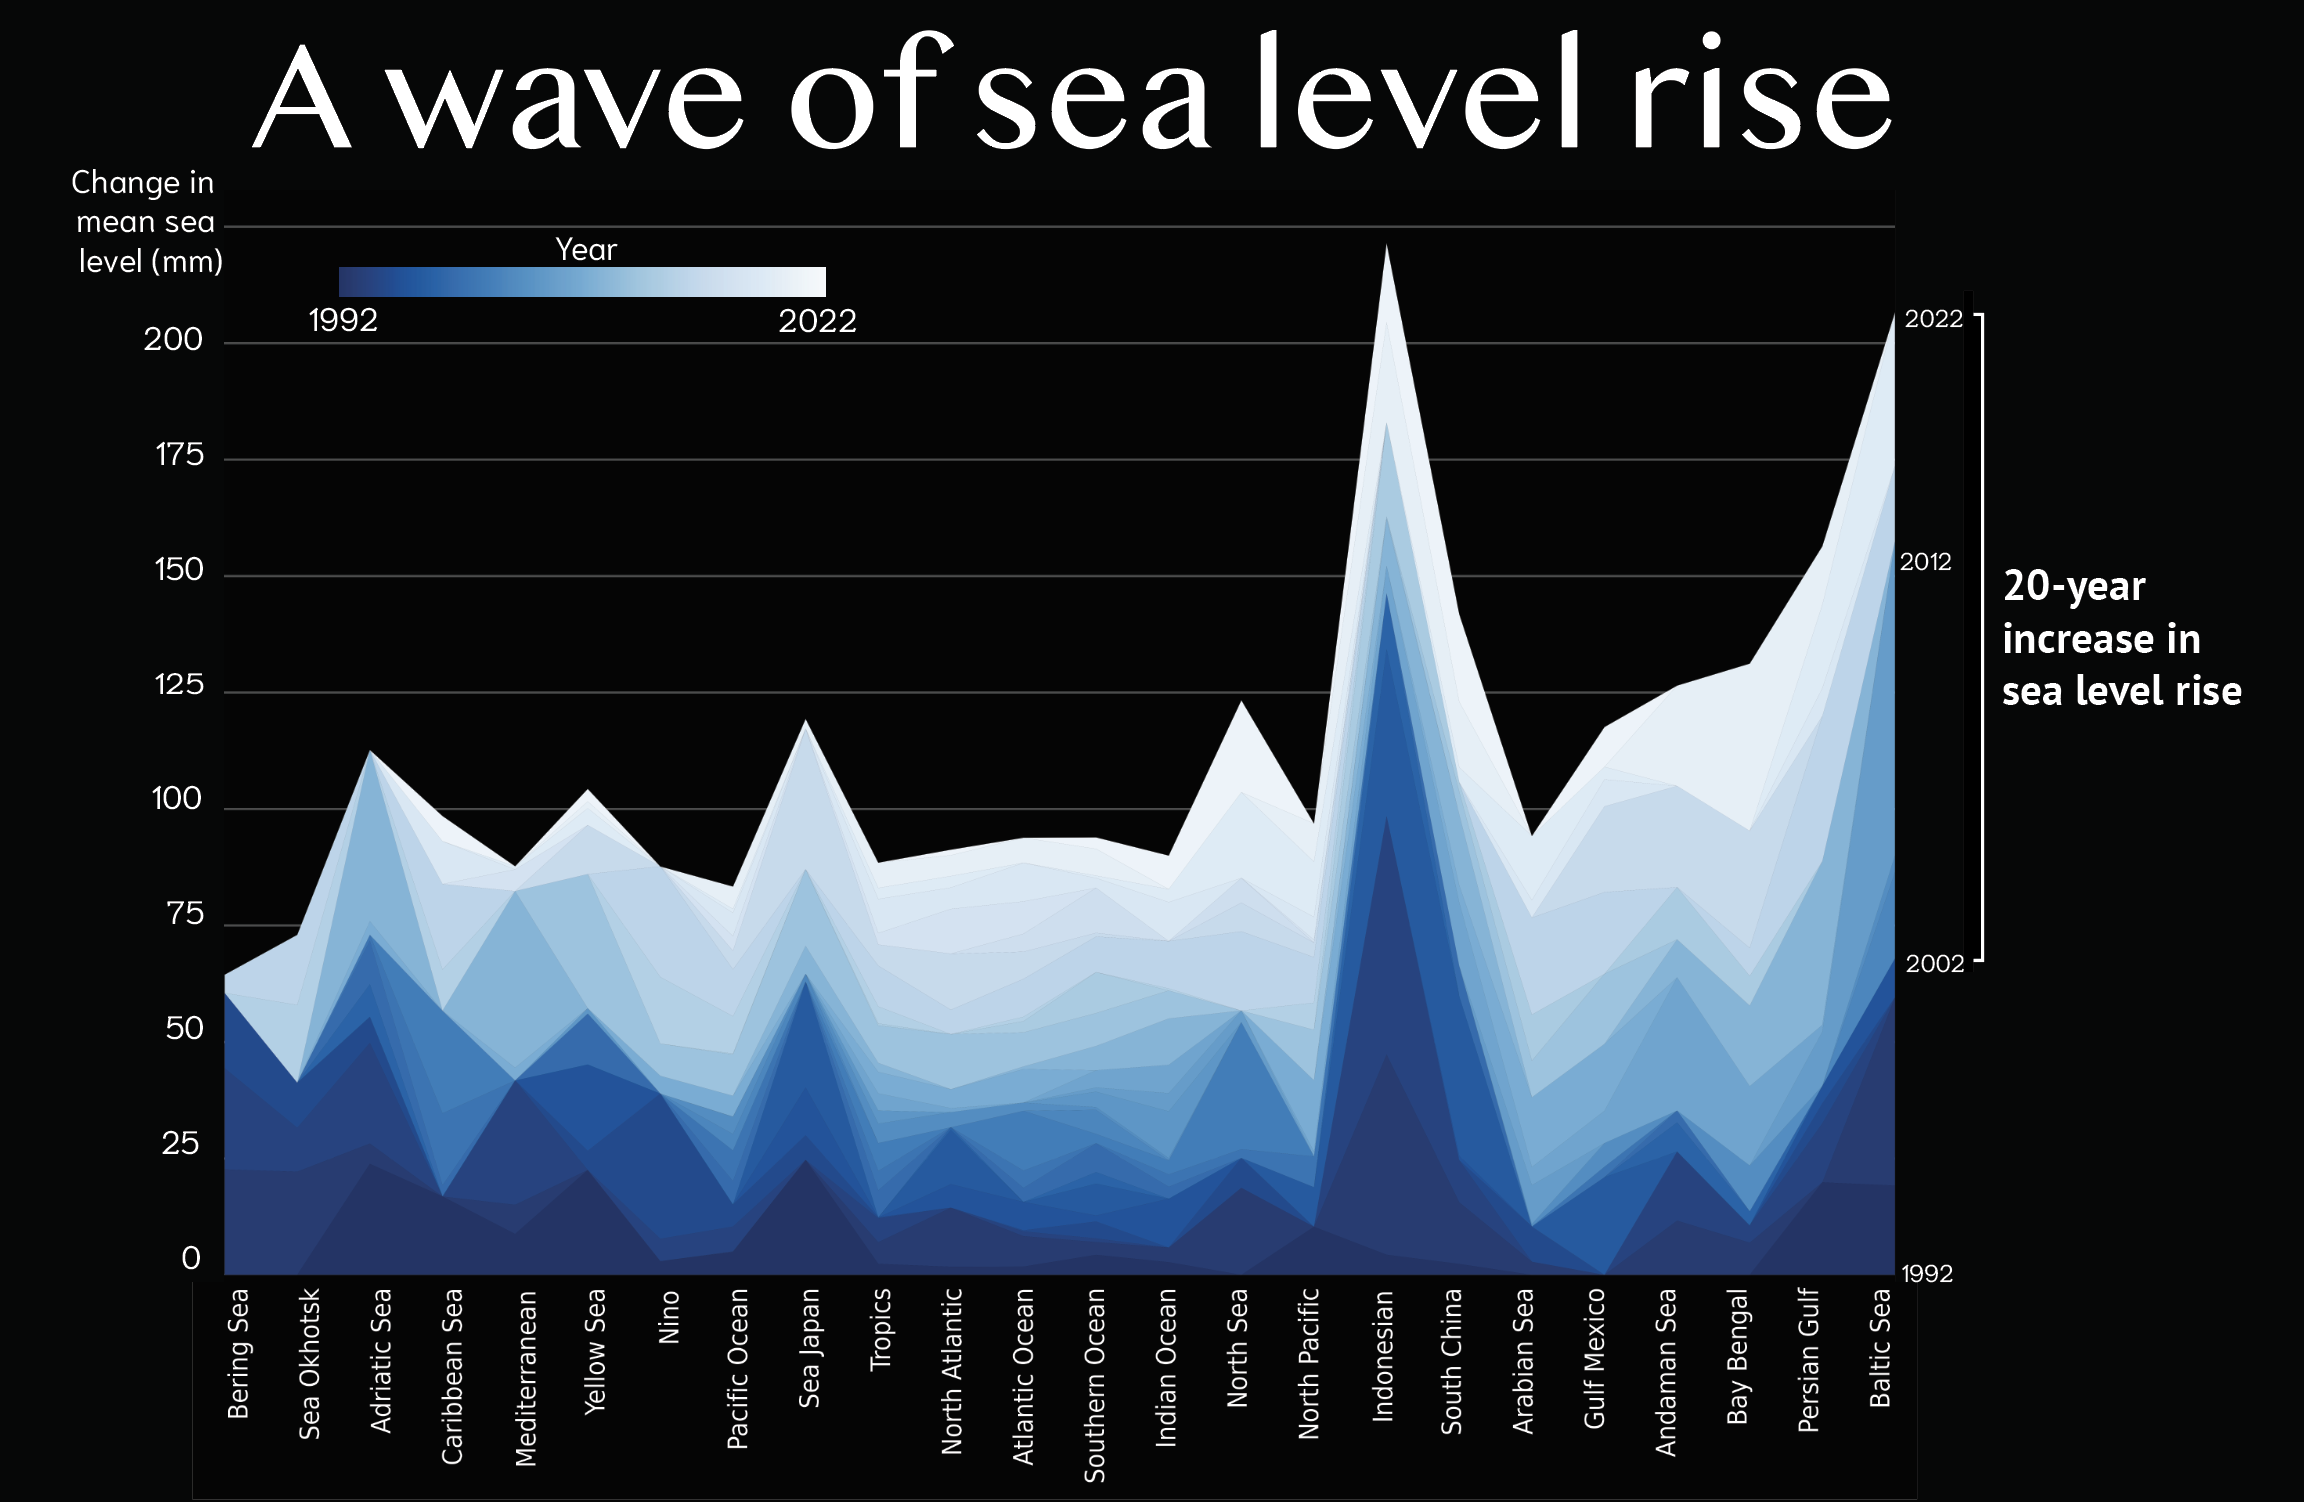 A wave of sea level rise
Change in
mean sea
level (mm)
Year
1992
2022
200
175
150
125
100
75
50
25
0
2022
2012
2002
1992
20-year
increase in
sea level rise
Bering Sea
Sea Okhotsk
Adriatic Sea
Caribbean Sea
Mediterranean
Yellow Sea
Nino
Pacific Ocean
Sea Japan
Tropics
North Atlantic
Atlantic Ocean
Southern Ocean
Indian Ocean
North Sea
North Pacific
Indonesian
South China
Arabian Sea
Gulf Mexico
Andaman Sea
Bay Bengal
Persian Gulf
Baltic Sea